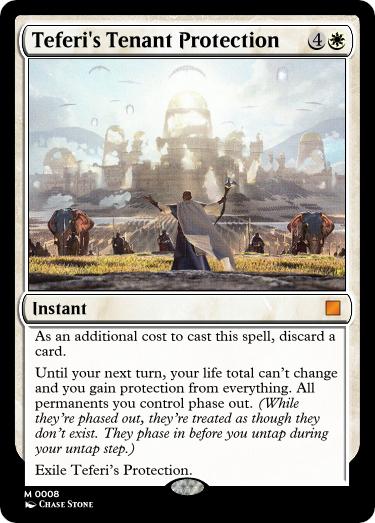 Teferi's Tenant Protection 4
Instant
As an additional cost to cast this spell, discard a
card.
Until your next turn, your life total can't change
and you gain protection from everything. All
permanents you control phase out. (While
they're phased out, they're treated as though they
don't exist. They phase in before you untap during
your untap step.)
Exile Teferi's Protection.
M 0008
Chase Stone